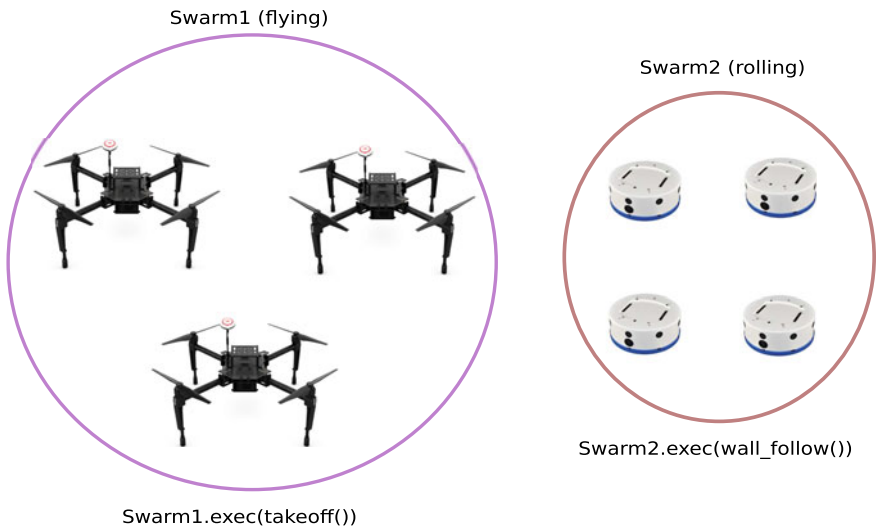 Swarm1 (flying)
Swarm2 (rolling)
Swarm2.exec(wall_follow())
Swarm1.exec(takeoff())